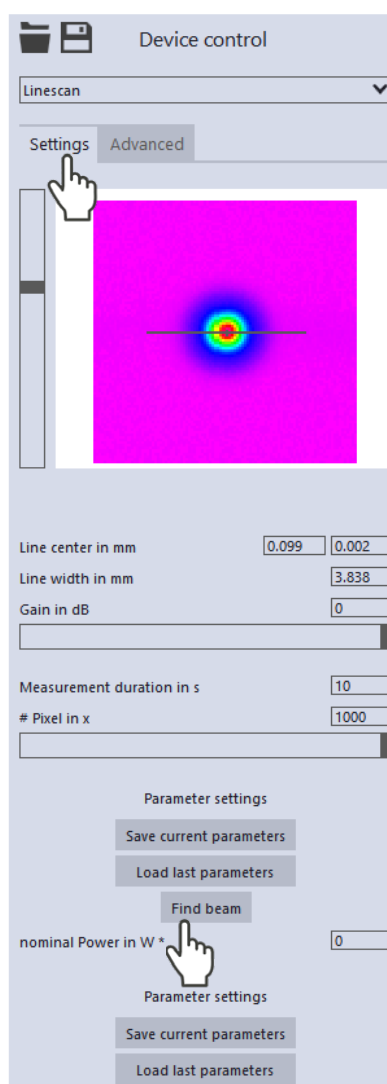 Device control
Linescan
Settings Advanced
Line center in mm 0.099 0.002
Line width in mm 3.838
Gain in dB 0
Measurement duration in s 10
# Pixel in x 1000
Parameter settings
Save current parameters
Load last parameters
Find beam
nominal Power in W * 0
Parameter settings
Save current parameters
Load last parameters